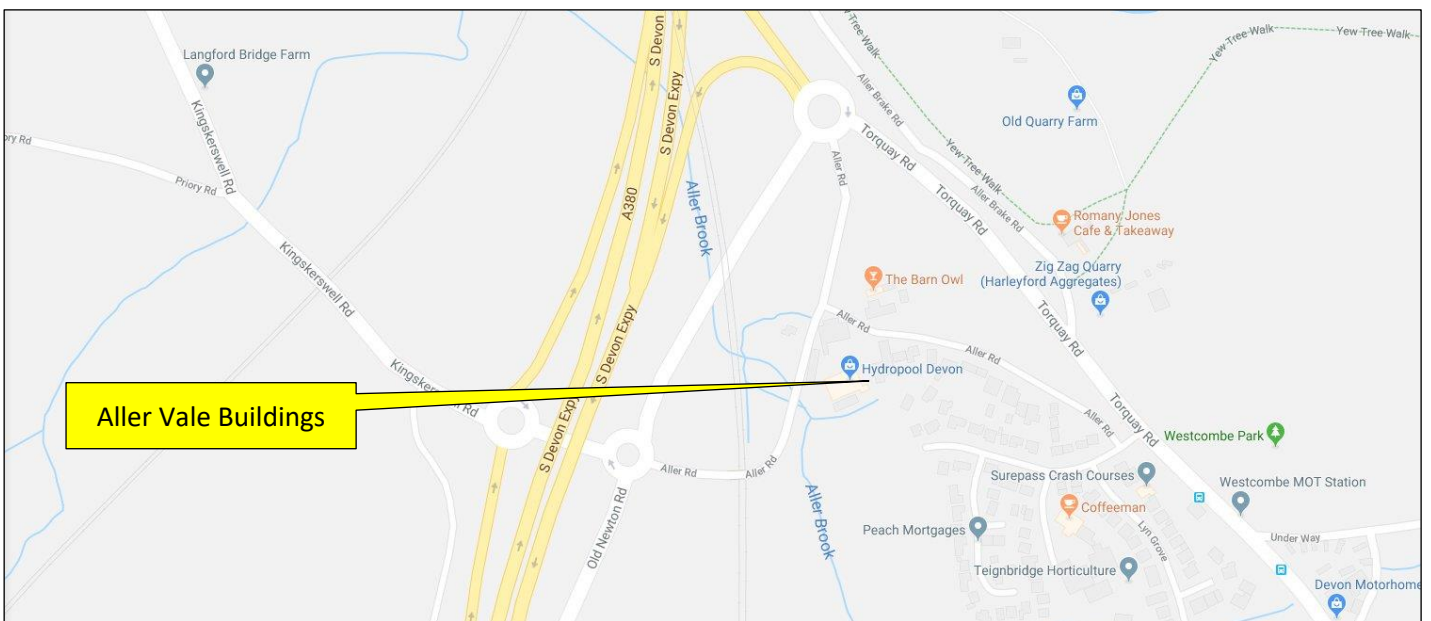 Langford Bridge Farm
Kingskerswell Rd
ory Rd
Priory Rd
Kingskerswell Rd
Kingskerswell Rd
S Devon
S Devon Expy
S Devon Expy
A380
S Devon Expy
S Devon Expy
Aller Brook
Yew Tree Walk
Yew Tree Walk
Yew Tree Walk
Yew Tree Walk
Aller Brake Rd
Aller Brake Rd
Old Quarry Farm
Torquay Rd
Torquay Rd
Torquay Rd
Torquay Rd
Aller Rd
Romany Jones
Cafe & Takeaway
Zig Zag Quarry
(Harleyford Aggregates)
The Barn Owl
Aller Rd
Aller Rd
Hydropool Devon
Aller Vale Buildings
Aller Rd
Westcombe Park
Aller Rd
Aller Rd
Surepass Crash Courses
Westcombe MOT Station
Coffeeman
Old Newton Rd
Aller Brook
Peach Mortgages
Lyn Grove
Under Way
Teignbridge Horticulture
Devon Motorhome